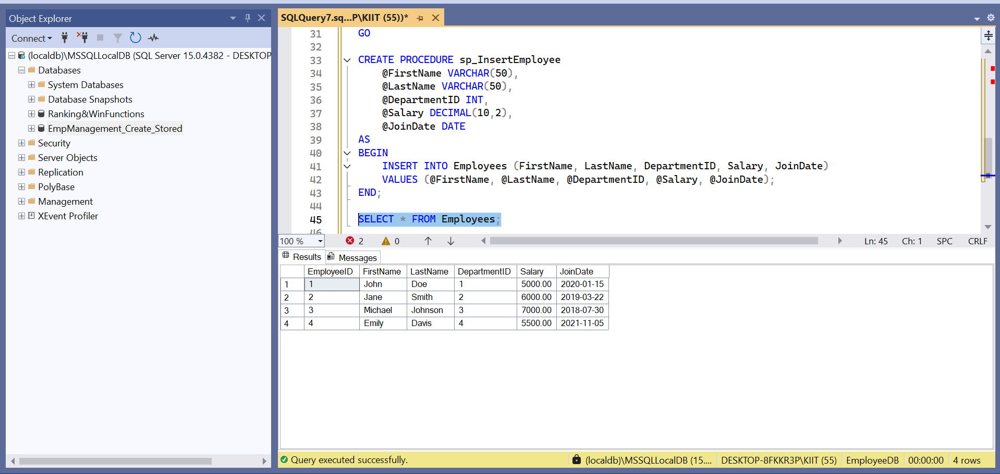 Object Explorer
Connect
(localdb)\MSSQLLocalDB (SQL Server 15.0.4382 - DESKTOP
Databases
System Databases
Database Snapshots
Ranking&WinFunctions
EmpManagement_Create_Stored
Security
Server Objects
Replication
PolyBase
Management
XEvent Profiler
SQLQuery7.sq...P\KIIT (55))*
31 GO
32
33 CREATE PROCEDURE sp_InsertEmployee
34 @FirstName VARCHAR(50),
35 @LastName VARCHAR(50),
36 @DepartmentID INT,
37 @Salary DECIMAL(10,2),
38 @JoinDate DATE
39 AS
40 BEGIN
41 INSERT INTO Employees (FirstName, LastName, DepartmentID, Salary, JoinDate)
42 VALUES (@FirstName, @LastName, @DepartmentID, @Salary, @JoinDate);
43 END;
44
45 SELECT * FROM Employees;
46
100 % 2 0 Ln: 45 Ch: 1 SPC CRLF
Results Messages
EmployeeID FirstName LastName DepartmentID Salary JoinDate
1 1 John Doe 1 5000.00 2020-01-15
2 2 Jane Smith 2 6000.00 2019-03-22
3 3 Michael Johnson 3 7000.00 2018-07-30
4 4 Emily Davis 4 5500.00 2021-11-05
Query executed successfully. (localdb)\MSSQLLocalDB (15.... DESKTOP-8FKKR3P\KIIT (55) EmployeeDB 00:00:00 4 rows